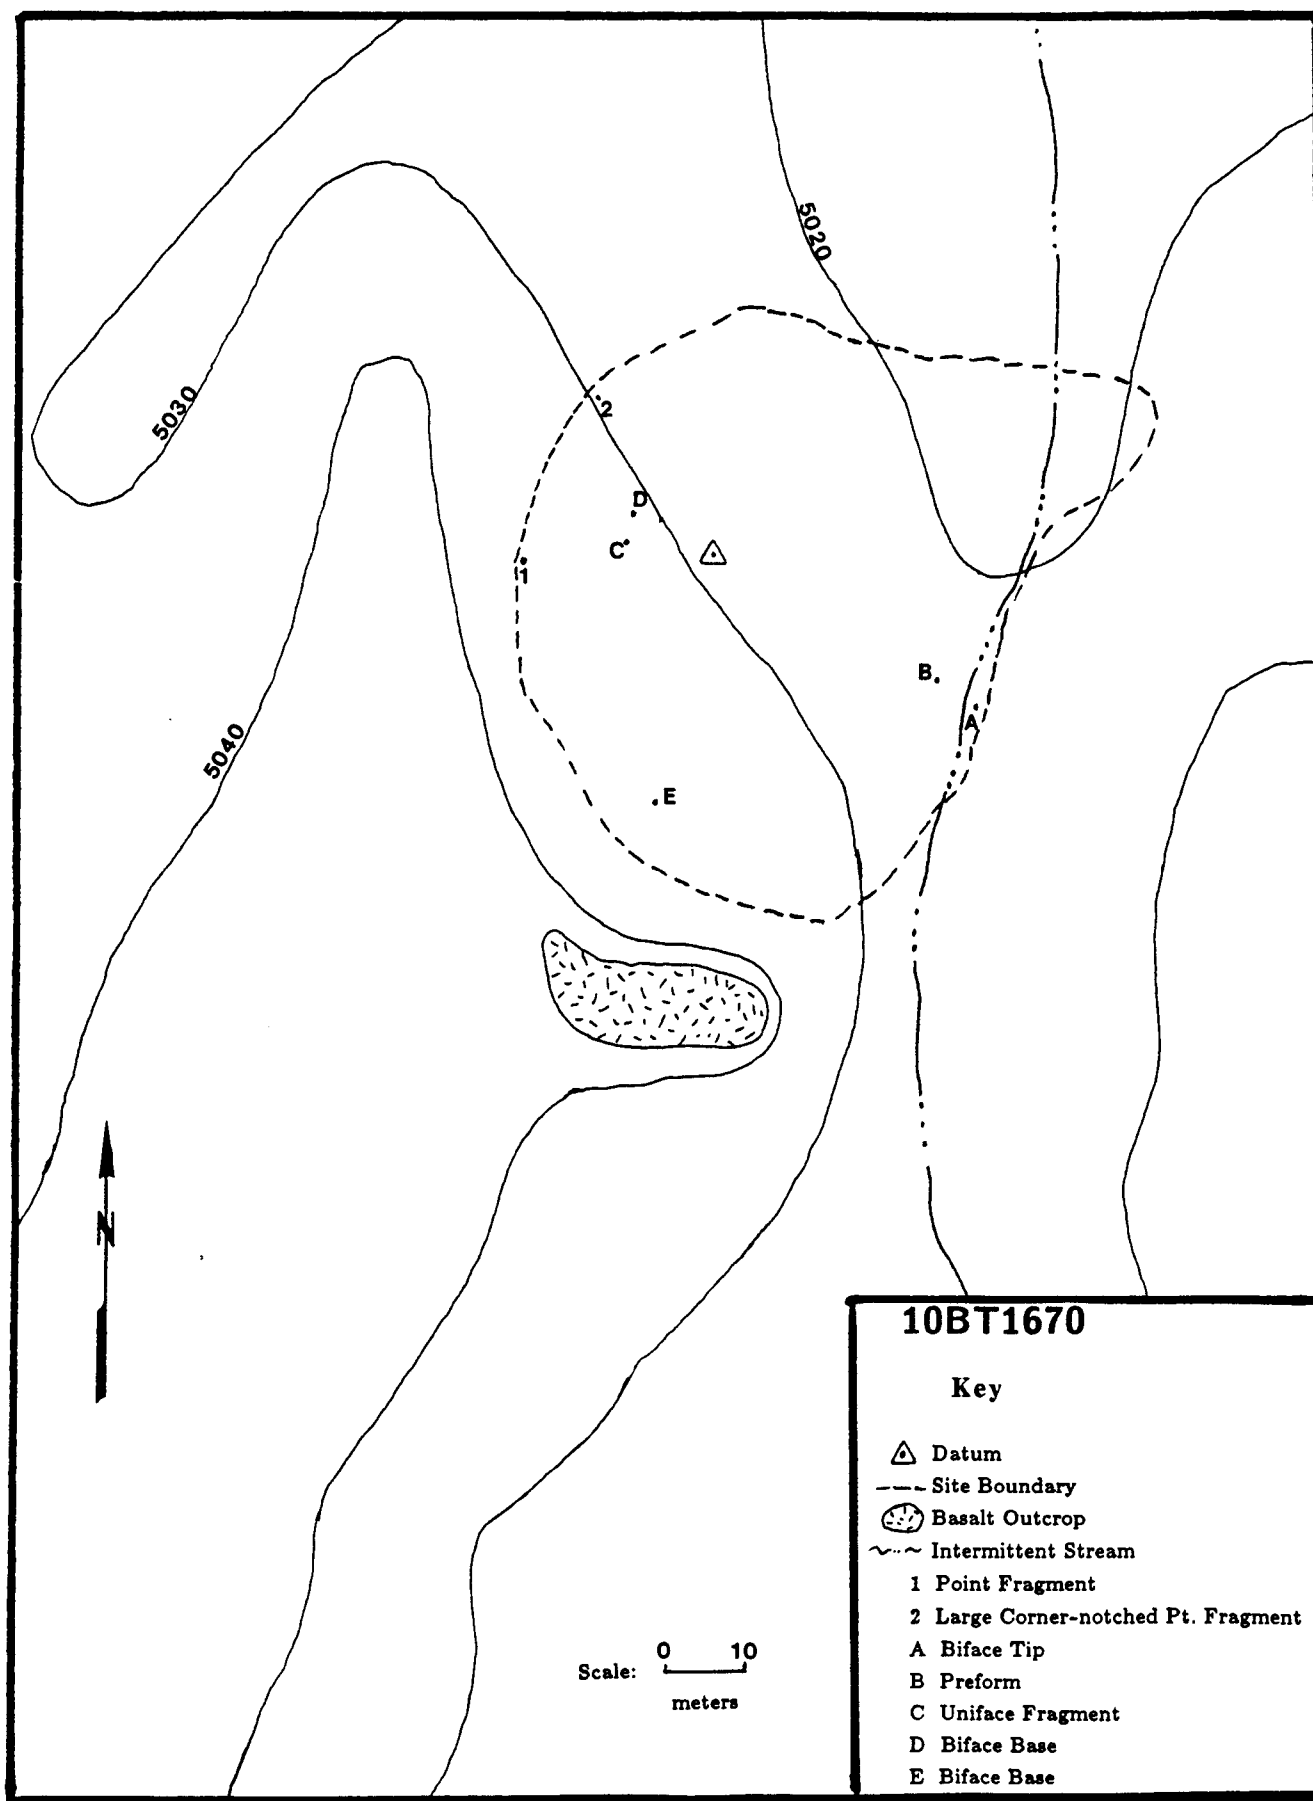 5020
5030
2
D
C
1
B
A
5040
E
N
10BT1670
Key
Datum
Site Boundary
Basalt Outcrop
Intermittent Stream
1 Point Fragment
2 Large Corner-notched Pt. Fragment
A Biface Tip
B Preform
C Uniface Fragment
D Biface Base
E Biface Base
0 10
Scale:
meters